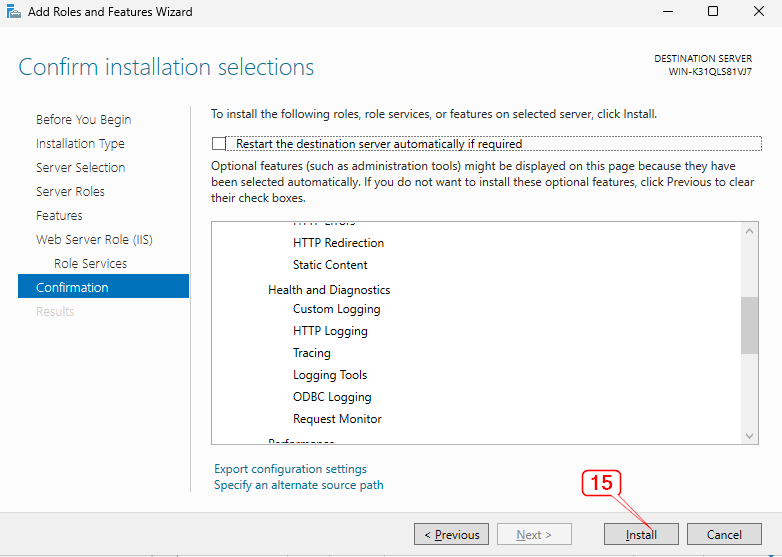 Add Roles and Features Wizard
Confirm installation selections
DESTINATION SERVER
WIN-K31QLS81VJ7
Before You Begin
Installation Type
Server Selection
Server Roles
Features
Web Server Role (IIS)
Role Services
Confirmation
Results
To install the following roles, role services, or features on selected server, click Install.
Restart the destination server automatically if required
Optional features (such as administration tools) might be displayed on this page because they have
been selected automatically. If you do not want to install these optional features, click Previous to clear
their check boxes.
HTTP Errors
HTTP Redirection
Static Content
Health and Diagnostics
Custom Logging
HTTP Logging
Tracing
Logging Tools
ODBC Logging
Request Monitor
Performance
Export configuration settings
Specify an alternate source path
15
< Previous
Next >
Install
Cancel